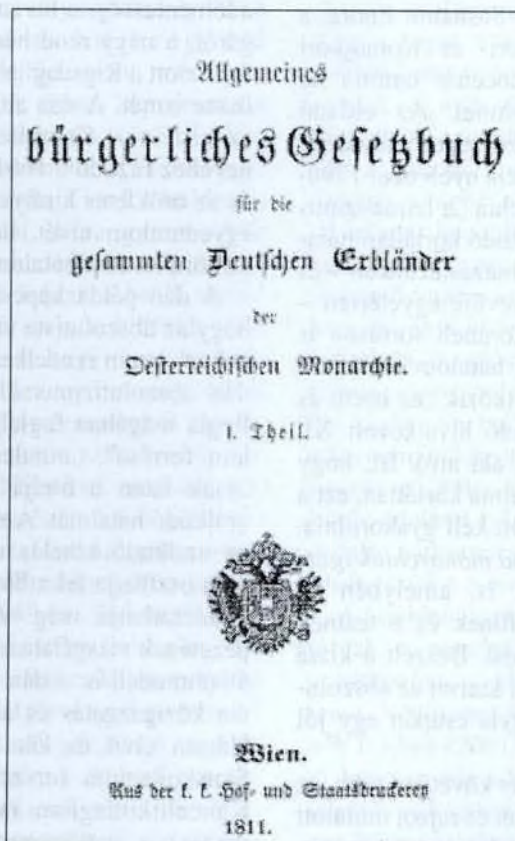 Allgemeines
bürgerliches Gesetzbuch
für die
gesammten Deutschen Erbländer
der
Oesterreichischen Monarchie.
I. Theil.
Wien.
Aus der k. k. Hof- und Staatsdruckerey
1811.